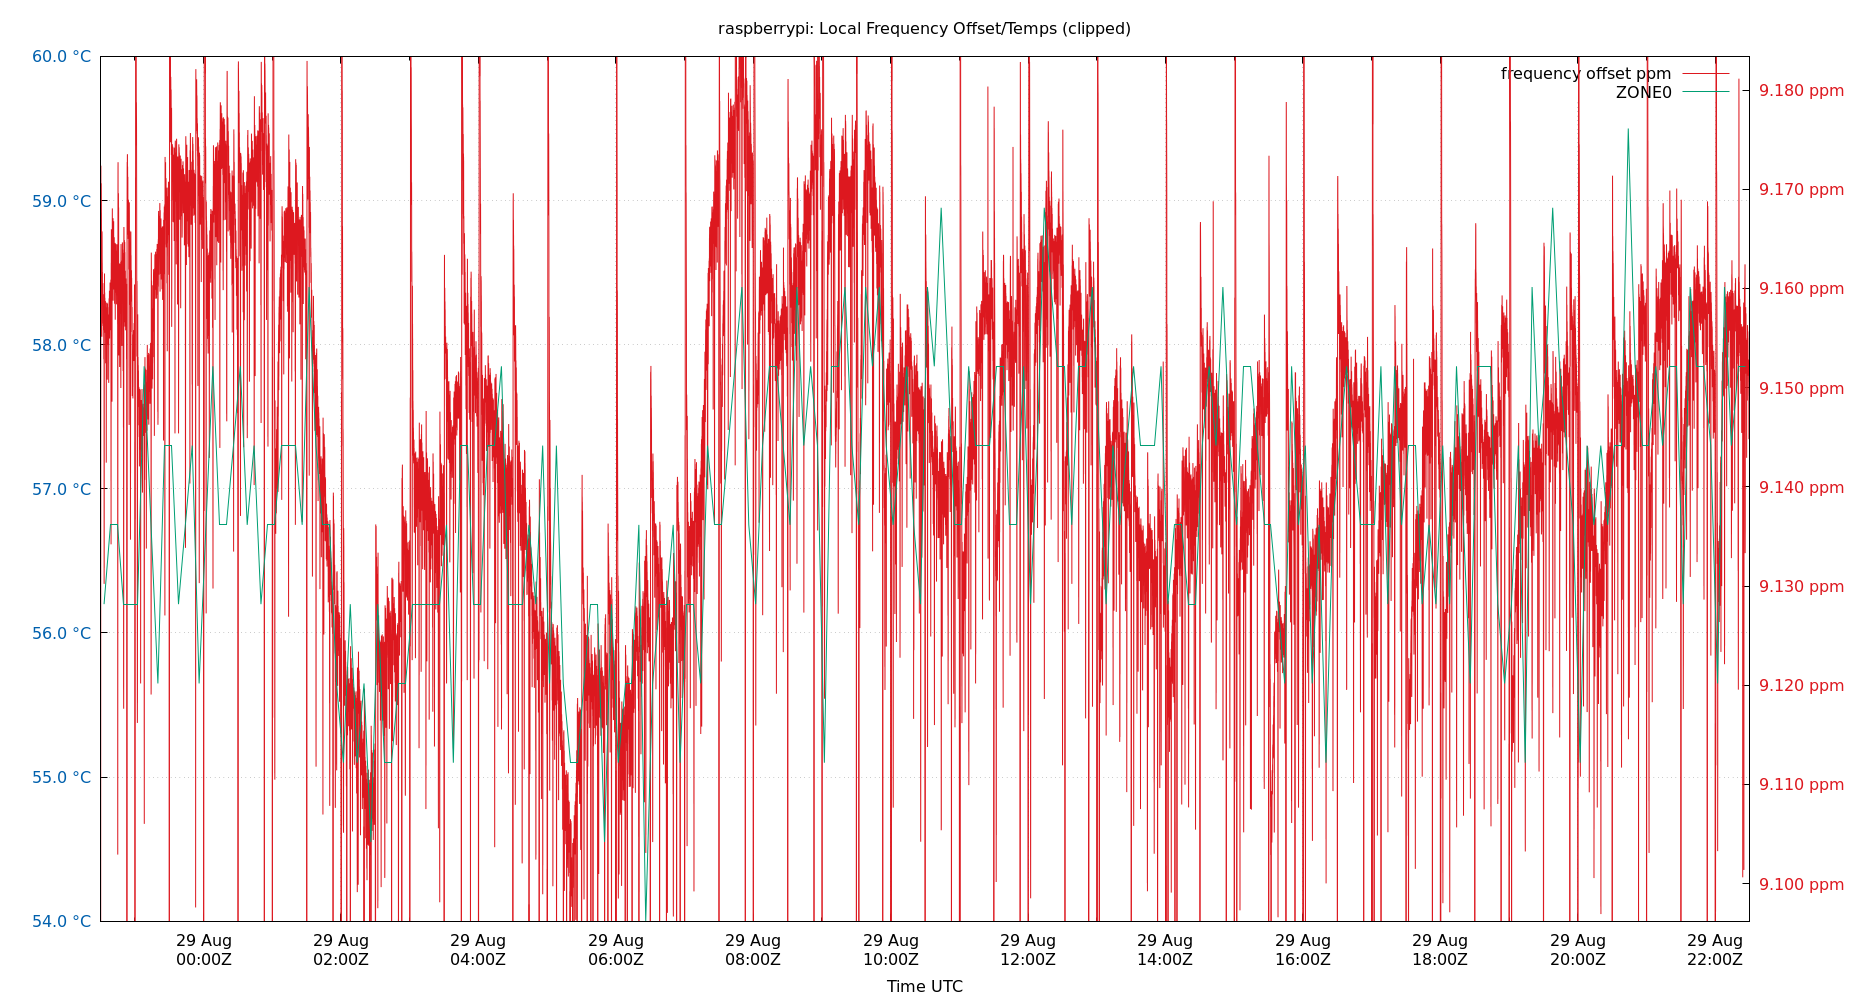 raspberrypi: Local Frequency Offset/Temps (clipped)
60.0 °C
59.0 °C
58.0 °C
57.0 °C
56.0 °C
55.0 °C
54.0 °C
frequency offset ppm
ZONE0
9.180 ppm
9.170 ppm
9.160 ppm
9.150 ppm
9.140 ppm
9.130 ppm
9.120 ppm
9.110 ppm
9.100 ppm
29 Aug 29 Aug 29 Aug 29 Aug 29 Aug 29 Aug 29 Aug 29 Aug 29 Aug 29 Aug 29 Aug 29 Aug
00:00Z 02:00Z 04:00Z 06:00Z 08:00Z 10:00Z 12:00Z 14:00Z 16:00Z 18:00Z 20:00Z 22:00Z
Time UTC